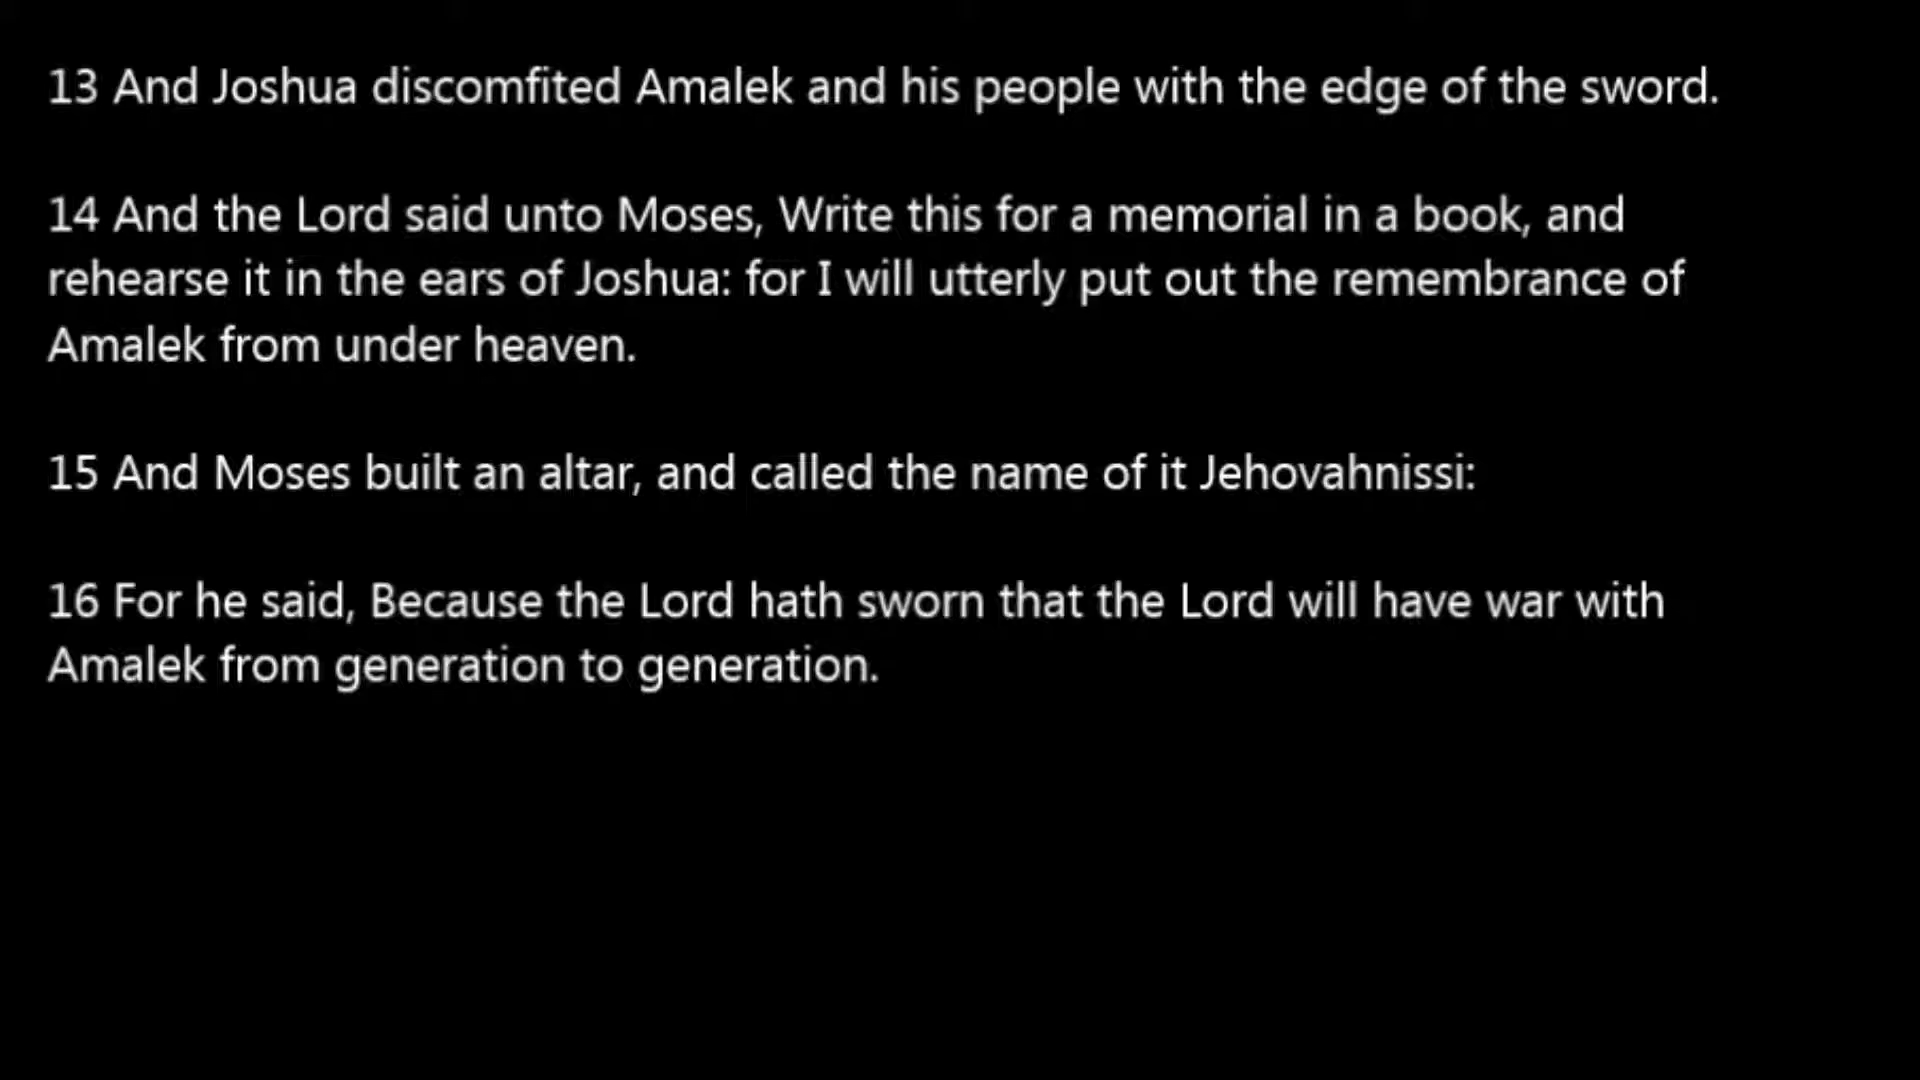 13 And Joshua discomfited Amalek and his people with the edge of the sword.
14 And the Lord said unto Moses, Write this for a memorial in a book, and
rehearse it in the ears of Joshua: for I will utterly put out the remembrance of
Amalek from under heaven.
15 And Moses built an altar, and called the name of it Jehovahnissi:
16 For he said, Because the Lord hath sworn that the Lord will have war with
Amalek from generation to generation.